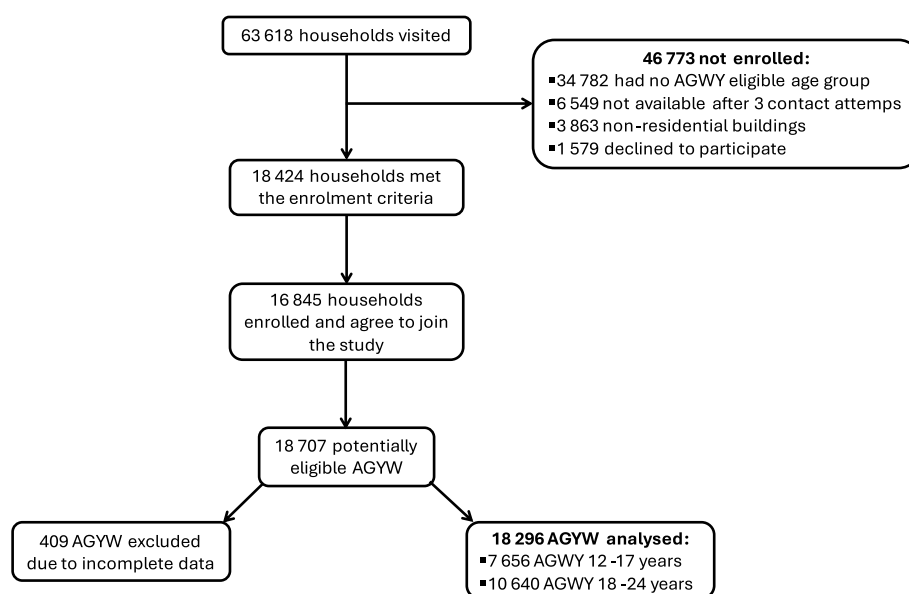 63 618 households visited
46 773 not enrolled:
▪34 782 had no AGWY eligible age group
▪6 549 not available after 3 contact attemps
▪3 863 non-residential buildings
▪1 579 declined to participate
18 424 households met
the enrolment criteria
16 845 households
enrolled and agree to join
the study
18 707 potentially
eligible AGYW
409 AGYW excluded
due to incomplete data
18 296 AGYW analysed:
▪7 656 AGWY 12 -17 years
▪10 640 AGWY 18 -24 years